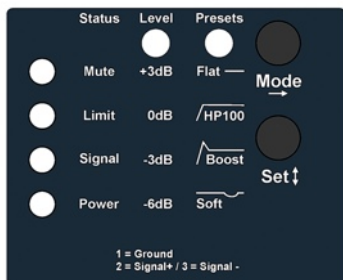 Status Level Presets
Mute +3dB Flat
Mode
Limit 0dB HP100
Signal -3dB Boost
Set
Power -6dB Soft
1 = Ground
2 = Signal+ / 3 = Signal -